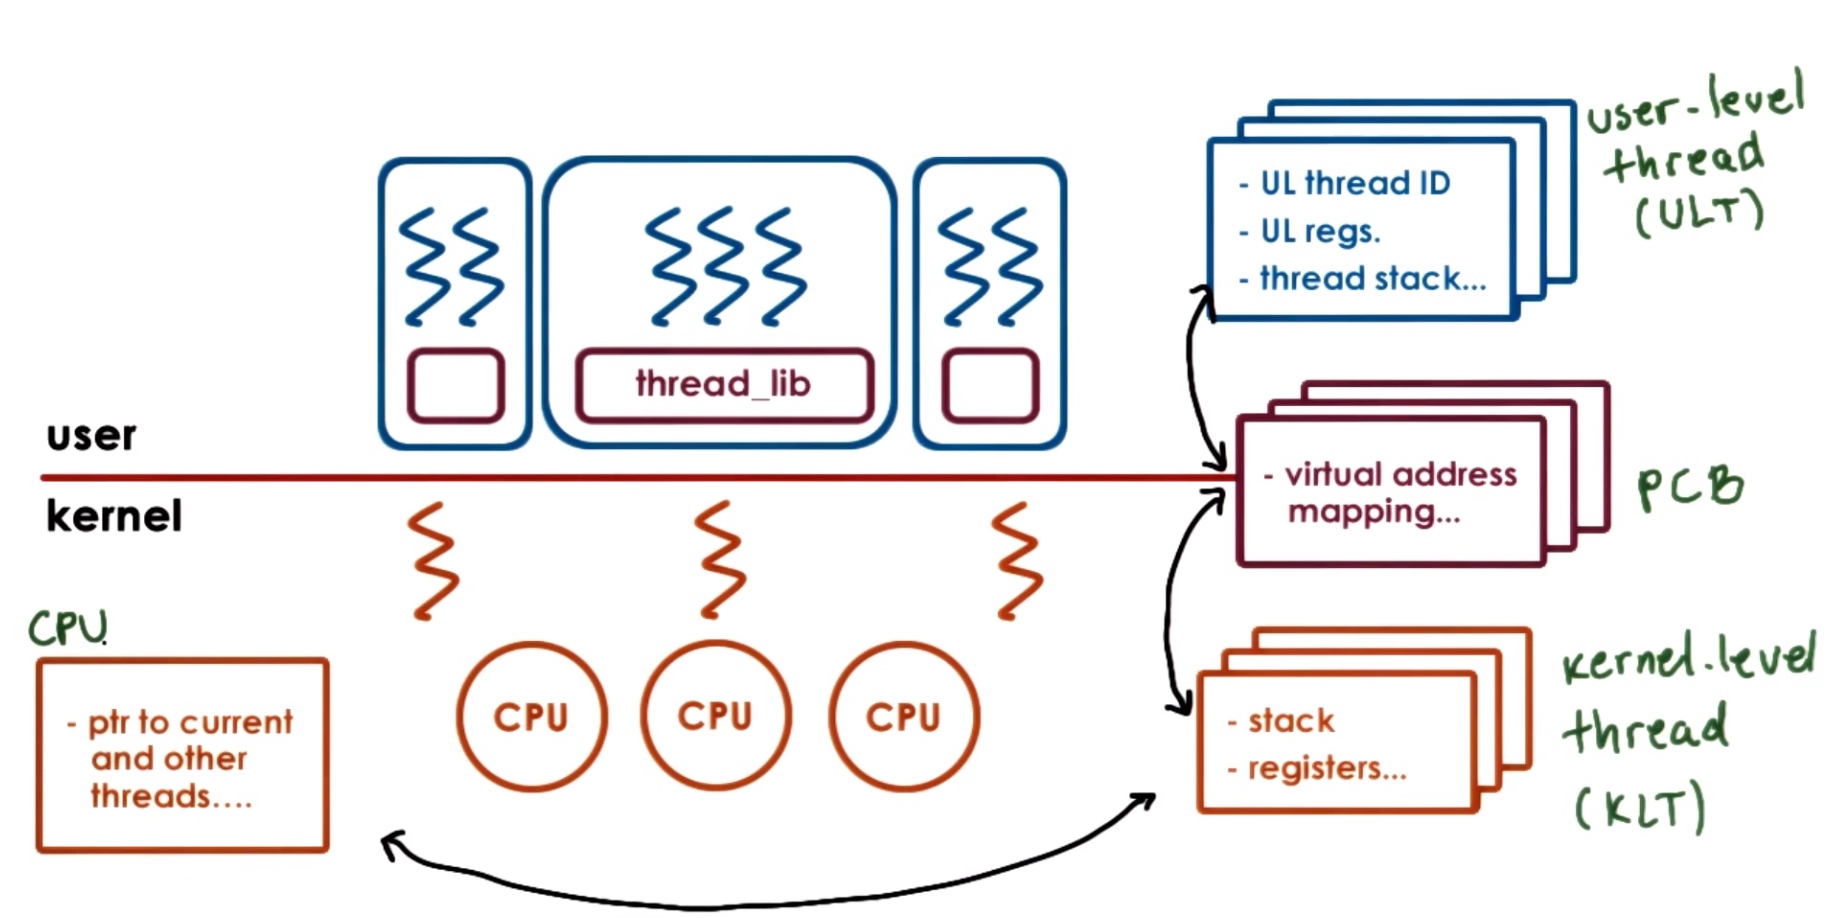 user-level
thread
(ULT)
- UL thread ID
- UL regs.
- thread stack...
thread_lib
user
kernel
- virtual address
mapping...
PCB
CPU
- ptr to current
and other
threads....
CPU
CPU
CPU
- stack
- registers...
kernel-level
thread
(KLT)